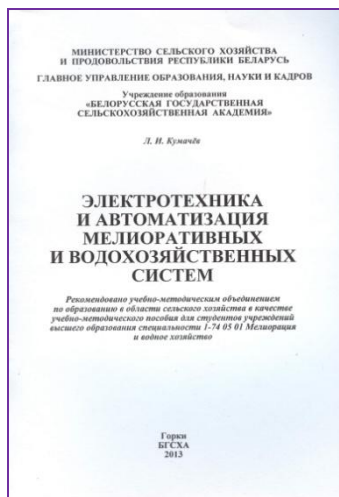 МИНИСТЕРСТВО СЕЛЬСКОГО ХОЗЯЙСТВА
И ПРОДОВОЛЬСТВИЯ РЕСПУБЛИКИ БЕЛАРУСЬ
ГЛАВНОЕ УПРАВЛЕНИЕ ОБРАЗОВАНИЯ, НАУКИ И КАДРОВ
Учреждение образования
«БЕЛОРУССКАЯ ГОСУДАРСТВЕННАЯ
СЕЛЬСКОХОЗЯЙСТВЕННАЯ АКАДЕМИЯ»
Л. И. Кумачёв
ЭЛЕКТРОТЕХНИКА
И АВТОМАТИЗАЦИЯ
МЕЛИОРАТИВНЫХ
И ВОДОХОЗЯЙСТВЕННЫХ
СИСТЕМ
Рекомендовано учебно-методическим объединением
по образованию в области сельского хозяйства в качестве
учебно-методического пособия для студентов учреждений
высшего образования специальности 1-74 05 01 Мелиорация
и водное хозяйство
Горки
БГСХА
2013